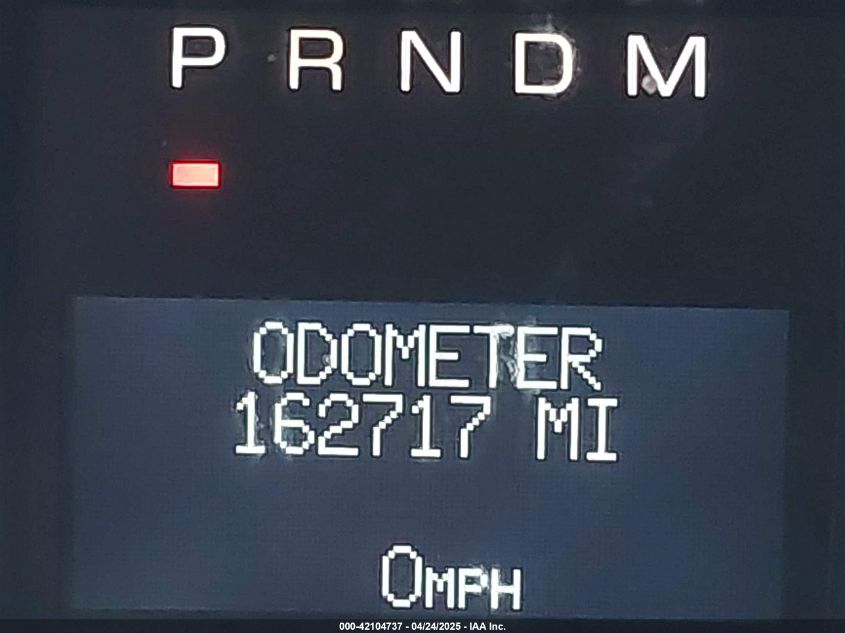 P R N D M
ODOMETER
162717 MI
0MPH
000-42104737 - 04/24/2025 - IAA Inc.